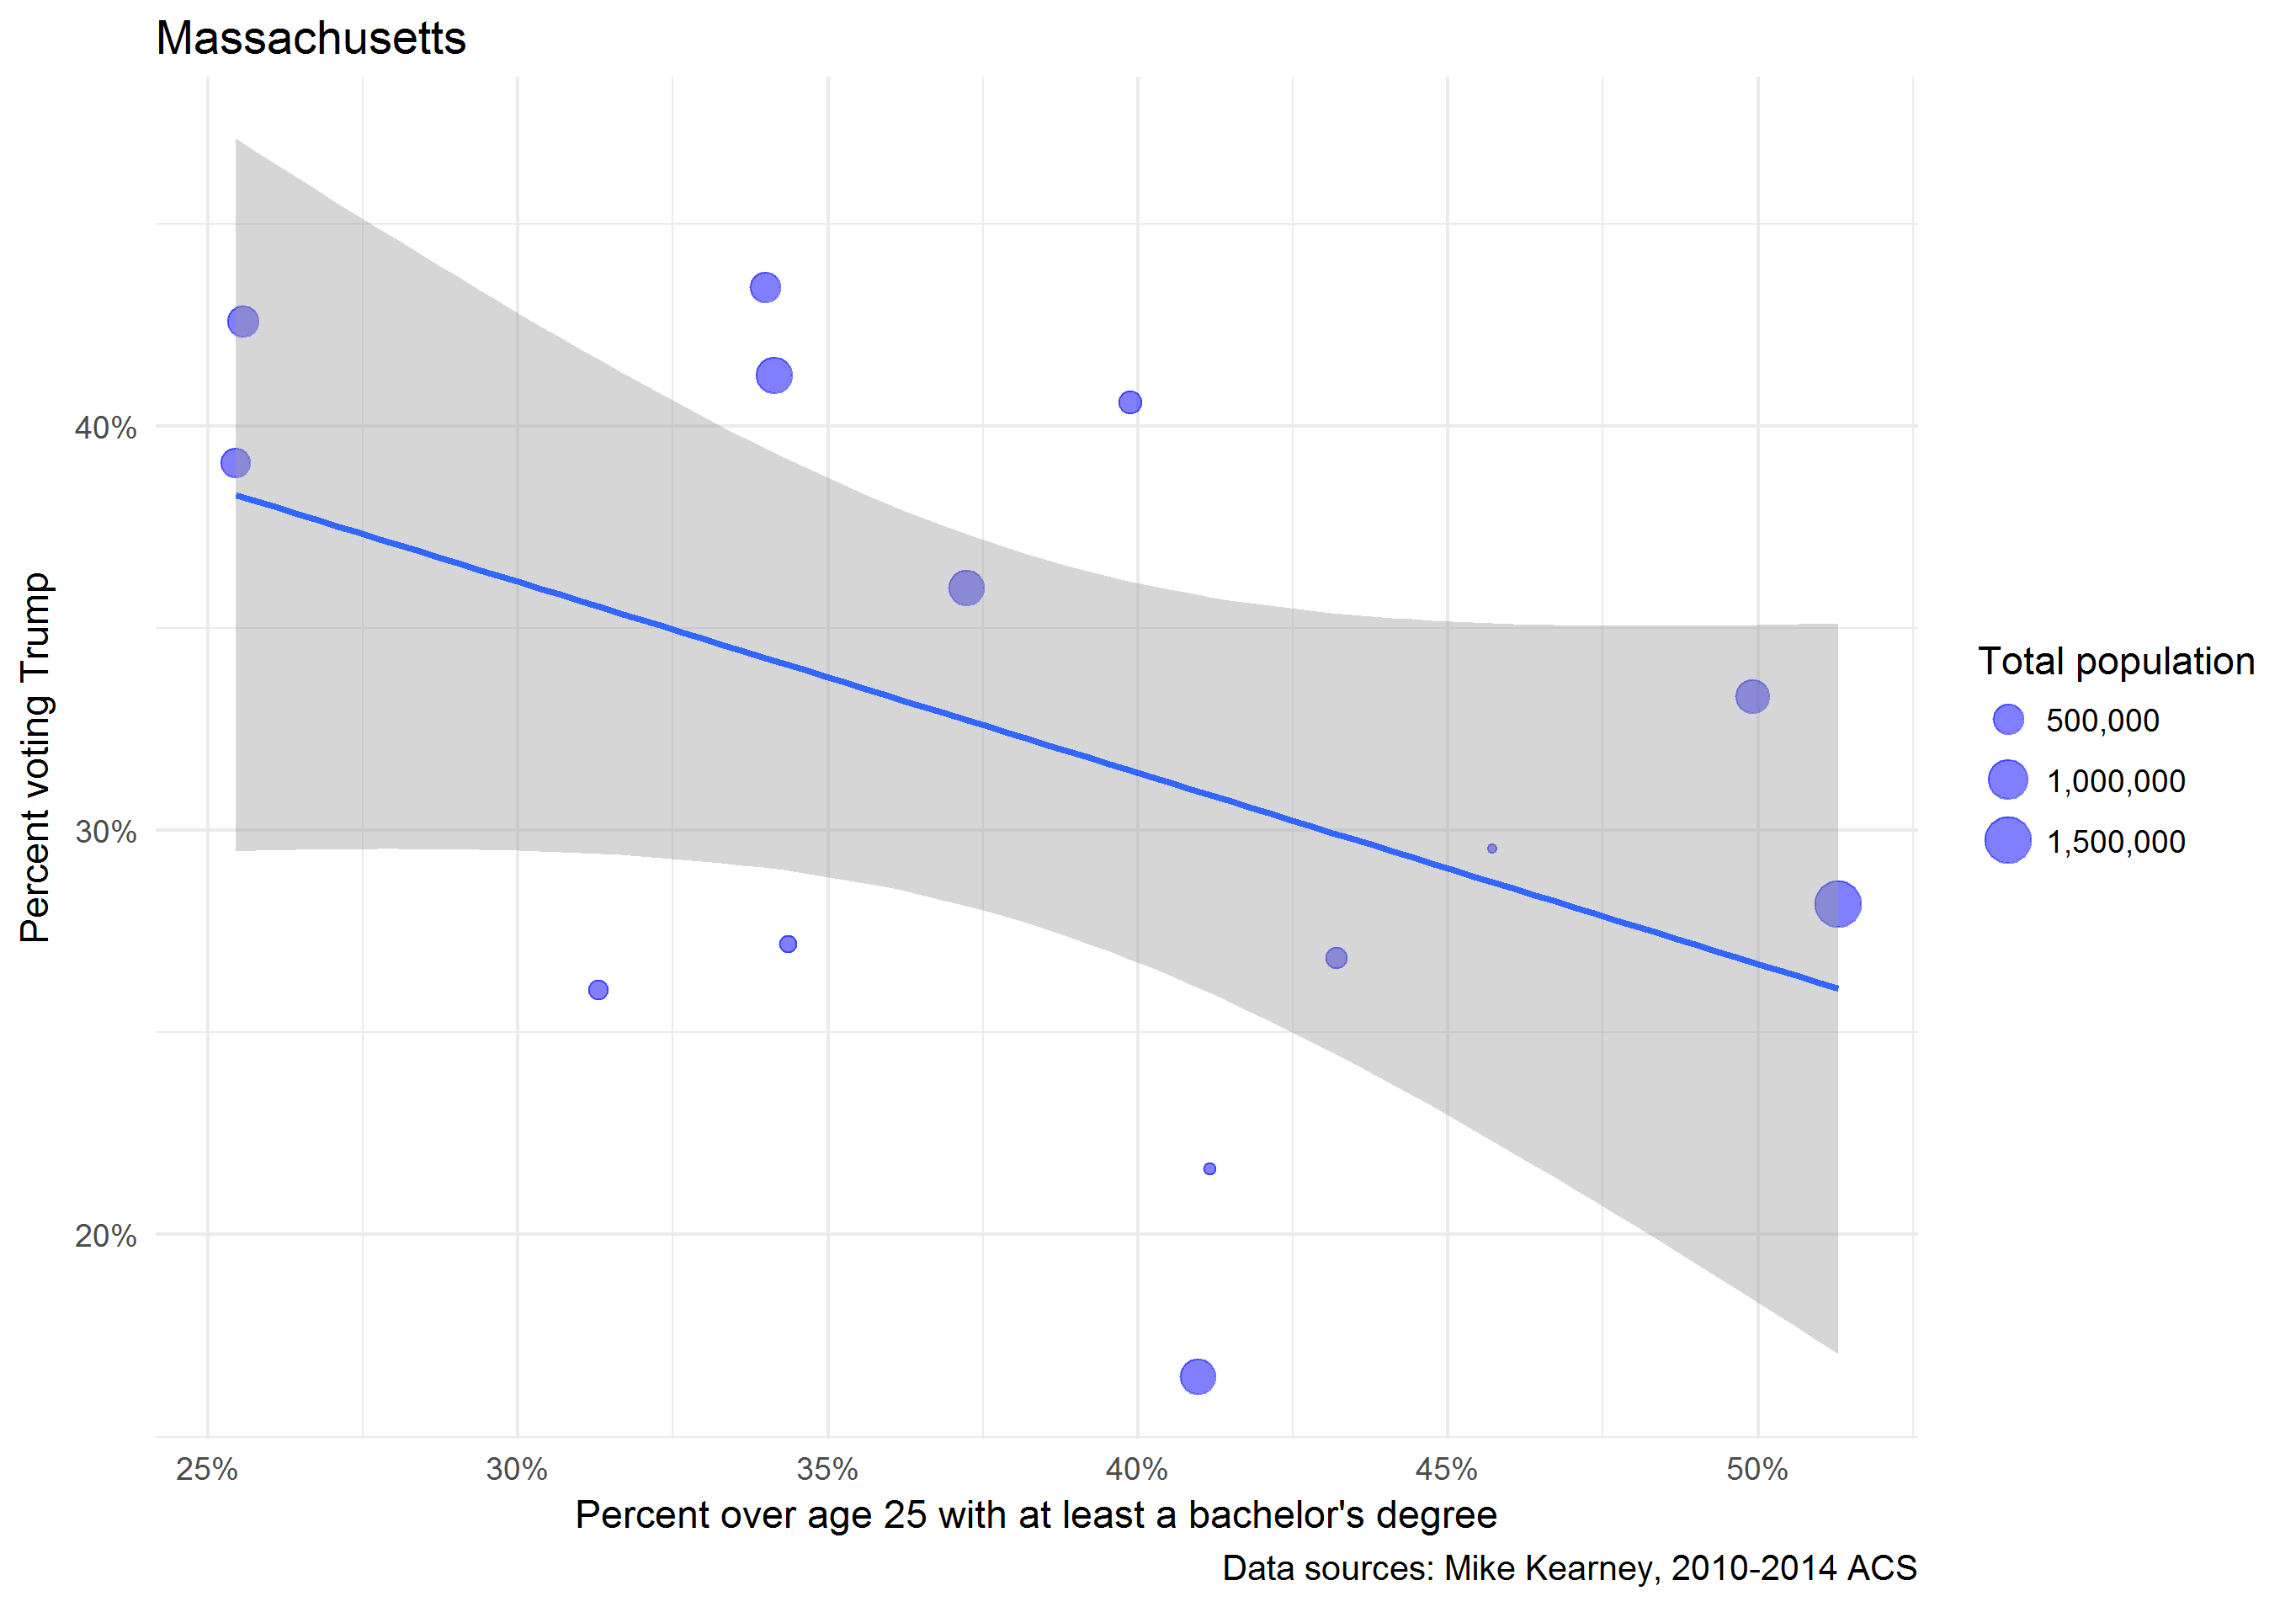 Massachusetts
Percent voting Trump
40%
30%
20%
25%
30%
35%
40%
45%
50%
Percent over age 25 with at least a bachelor's degree
Total population
500,000
1,000,000
1,500,000
Data sources: Mike Kearney, 2010-2014 ACS